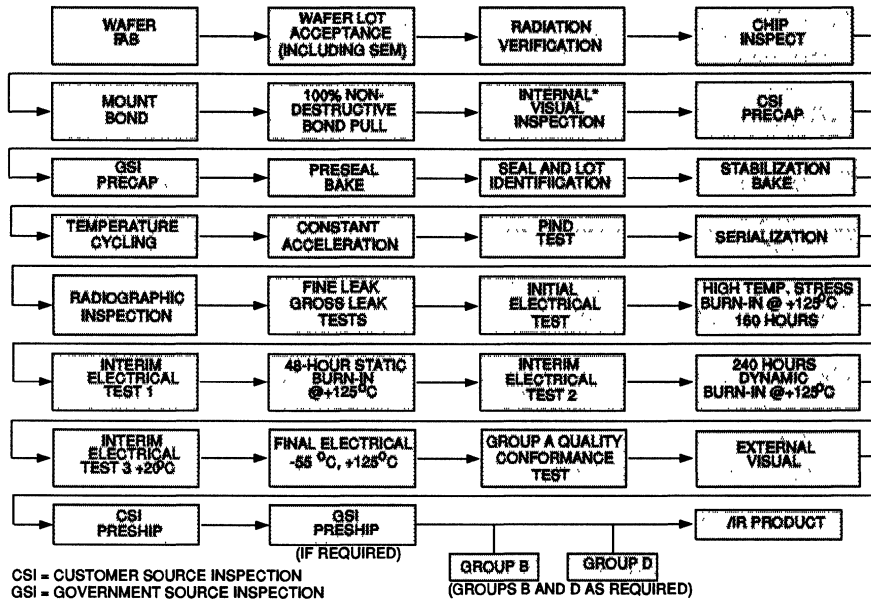 WAFER
FAB
WAFER LOT
ACCEPTANCE
(INCLUDING SEM)
RADIATION
VERIFICATION
CHIP
INSPECT
MOUNT
BOND
100% NON-
DESTRUCTIVE
BOND PULL
INTERNAL*
VISUAL
INSPECTION
CSI
PRECAP
GSI
PRECAP
PRESEAL
BAKE
SEAL AND LOT
IDENTIFIICATION
STABILIZATION
BAKE
TEMPERATURE
CYCLING
CONSTANT
ACCELERATION
PIND
TEST
SERIALIZATION
RADIOGRAPHIC
INSPECTION
FINE LEAK
GROSS LEAK
TESTS
INITIAL
ELECTRICAL
TEST
HIGH TEMP. STRESS
BURN-IN @ +125°C
160 HOURS
INTERIM
ELECTRICAL
TEST 1
48-HOUR STATIC
BURN-IN
@+125°C
INTERIM
ELECTRICAL
TEST 2
240 HOURS
DYNAMIC
BURN-IN @+125°C
INTERIM
ELECTRICAL
TEST 3 +20°C
FINAL ELECTRICAL
-55 °C, +125°C
GROUP A QUALITY
CONFORMANCE
TEST
EXTERNAL
VISUAL
CSI
PRESHIP
GSI
PRESHIP
(IF REQUIRED)
/IR PRODUCT
GROUP B
GROUP D
(GROUPS B AND D AS REQUIRED)
CSI = CUSTOMER SOURCE INSPECTION
GSI = GOVERNMENT SOURCE INSPECTION